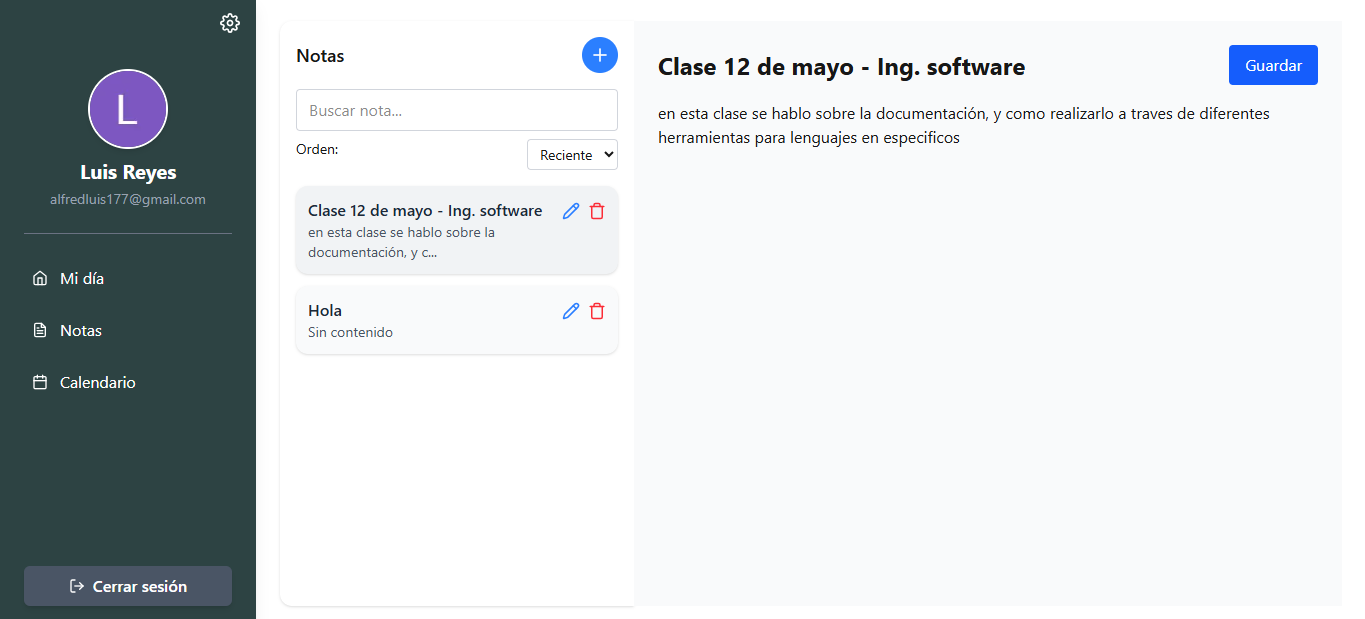 L
Luis Reyes
alfredluis177@gmail.com
Mi día
Notas
Calendario
Cerrar sesión
Notas
Buscar nota...
Orden:
Reciente
Clase 12 de mayo - Ing. software
en esta clase se hablo sobre la
documentación, y c...
Hola
Sin contenido
Clase 12 de mayo - Ing. software
Guardar
en esta clase se hablo sobre la documentación, y como realizarlo a traves de diferentes
herramientas para lenguajes en especificos